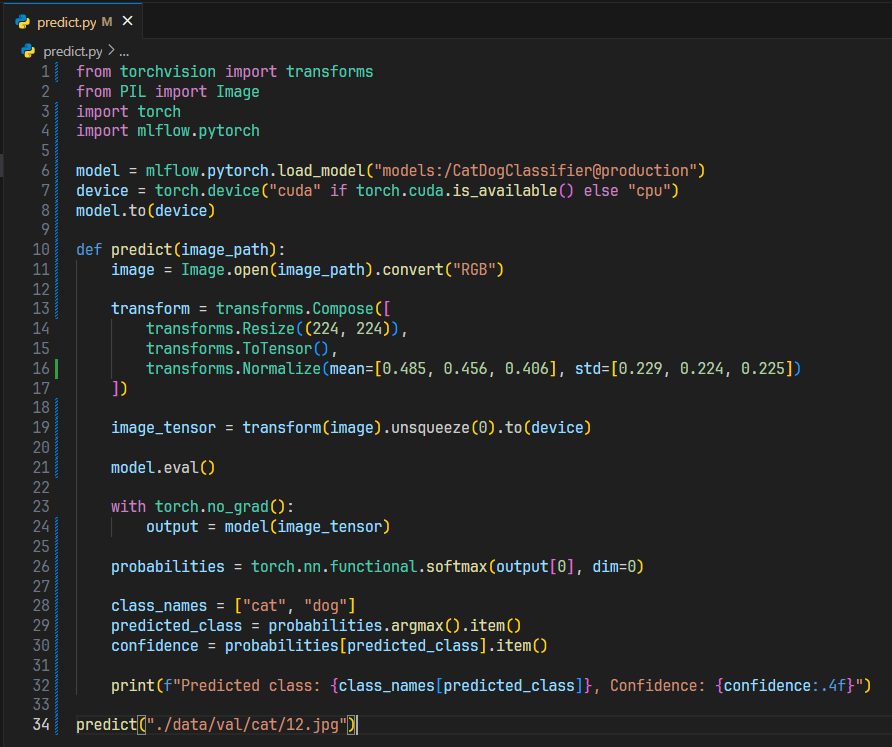 predict.py M ×
predict.py > ...
1 from torchvision import transforms
2 from PIL import Image
3 import torch
4 import mlflow.pytorch
5
6 model = mlflow.pytorch.load_model("models:/CatDogClassifier@production")
7 device = torch.device("cuda" if torch.cuda.is_available() else "cpu")
8 model.to(device)
9
10 def predict(image_path):
11     image = Image.open(image_path).convert("RGB")
12
13     transform = transforms.Compose([
14         transforms.Resize((224, 224)),
15         transforms.ToTensor(),
16         transforms.Normalize(mean=[0.485, 0.456, 0.406], std=[0.229, 0.224, 0.225])
17     ])
18
19     image_tensor = transform(image).unsqueeze(0).to(device)
20
21     model.eval()
22
23     with torch.no_grad():
24         output = model(image_tensor)
25
26     probabilities = torch.nn.functional.softmax(output[0], dim=0)
27
28     class_names = ["cat", "dog"]
29     predicted_class = probabilities.argmax().item()
30     confidence = probabilities[predicted_class].item()
31
32     print(f"Predicted class: {class_names[predicted_class]}, Confidence: {confidence:.4f}")
33
34 predict("./data/val/cat/12.jpg")